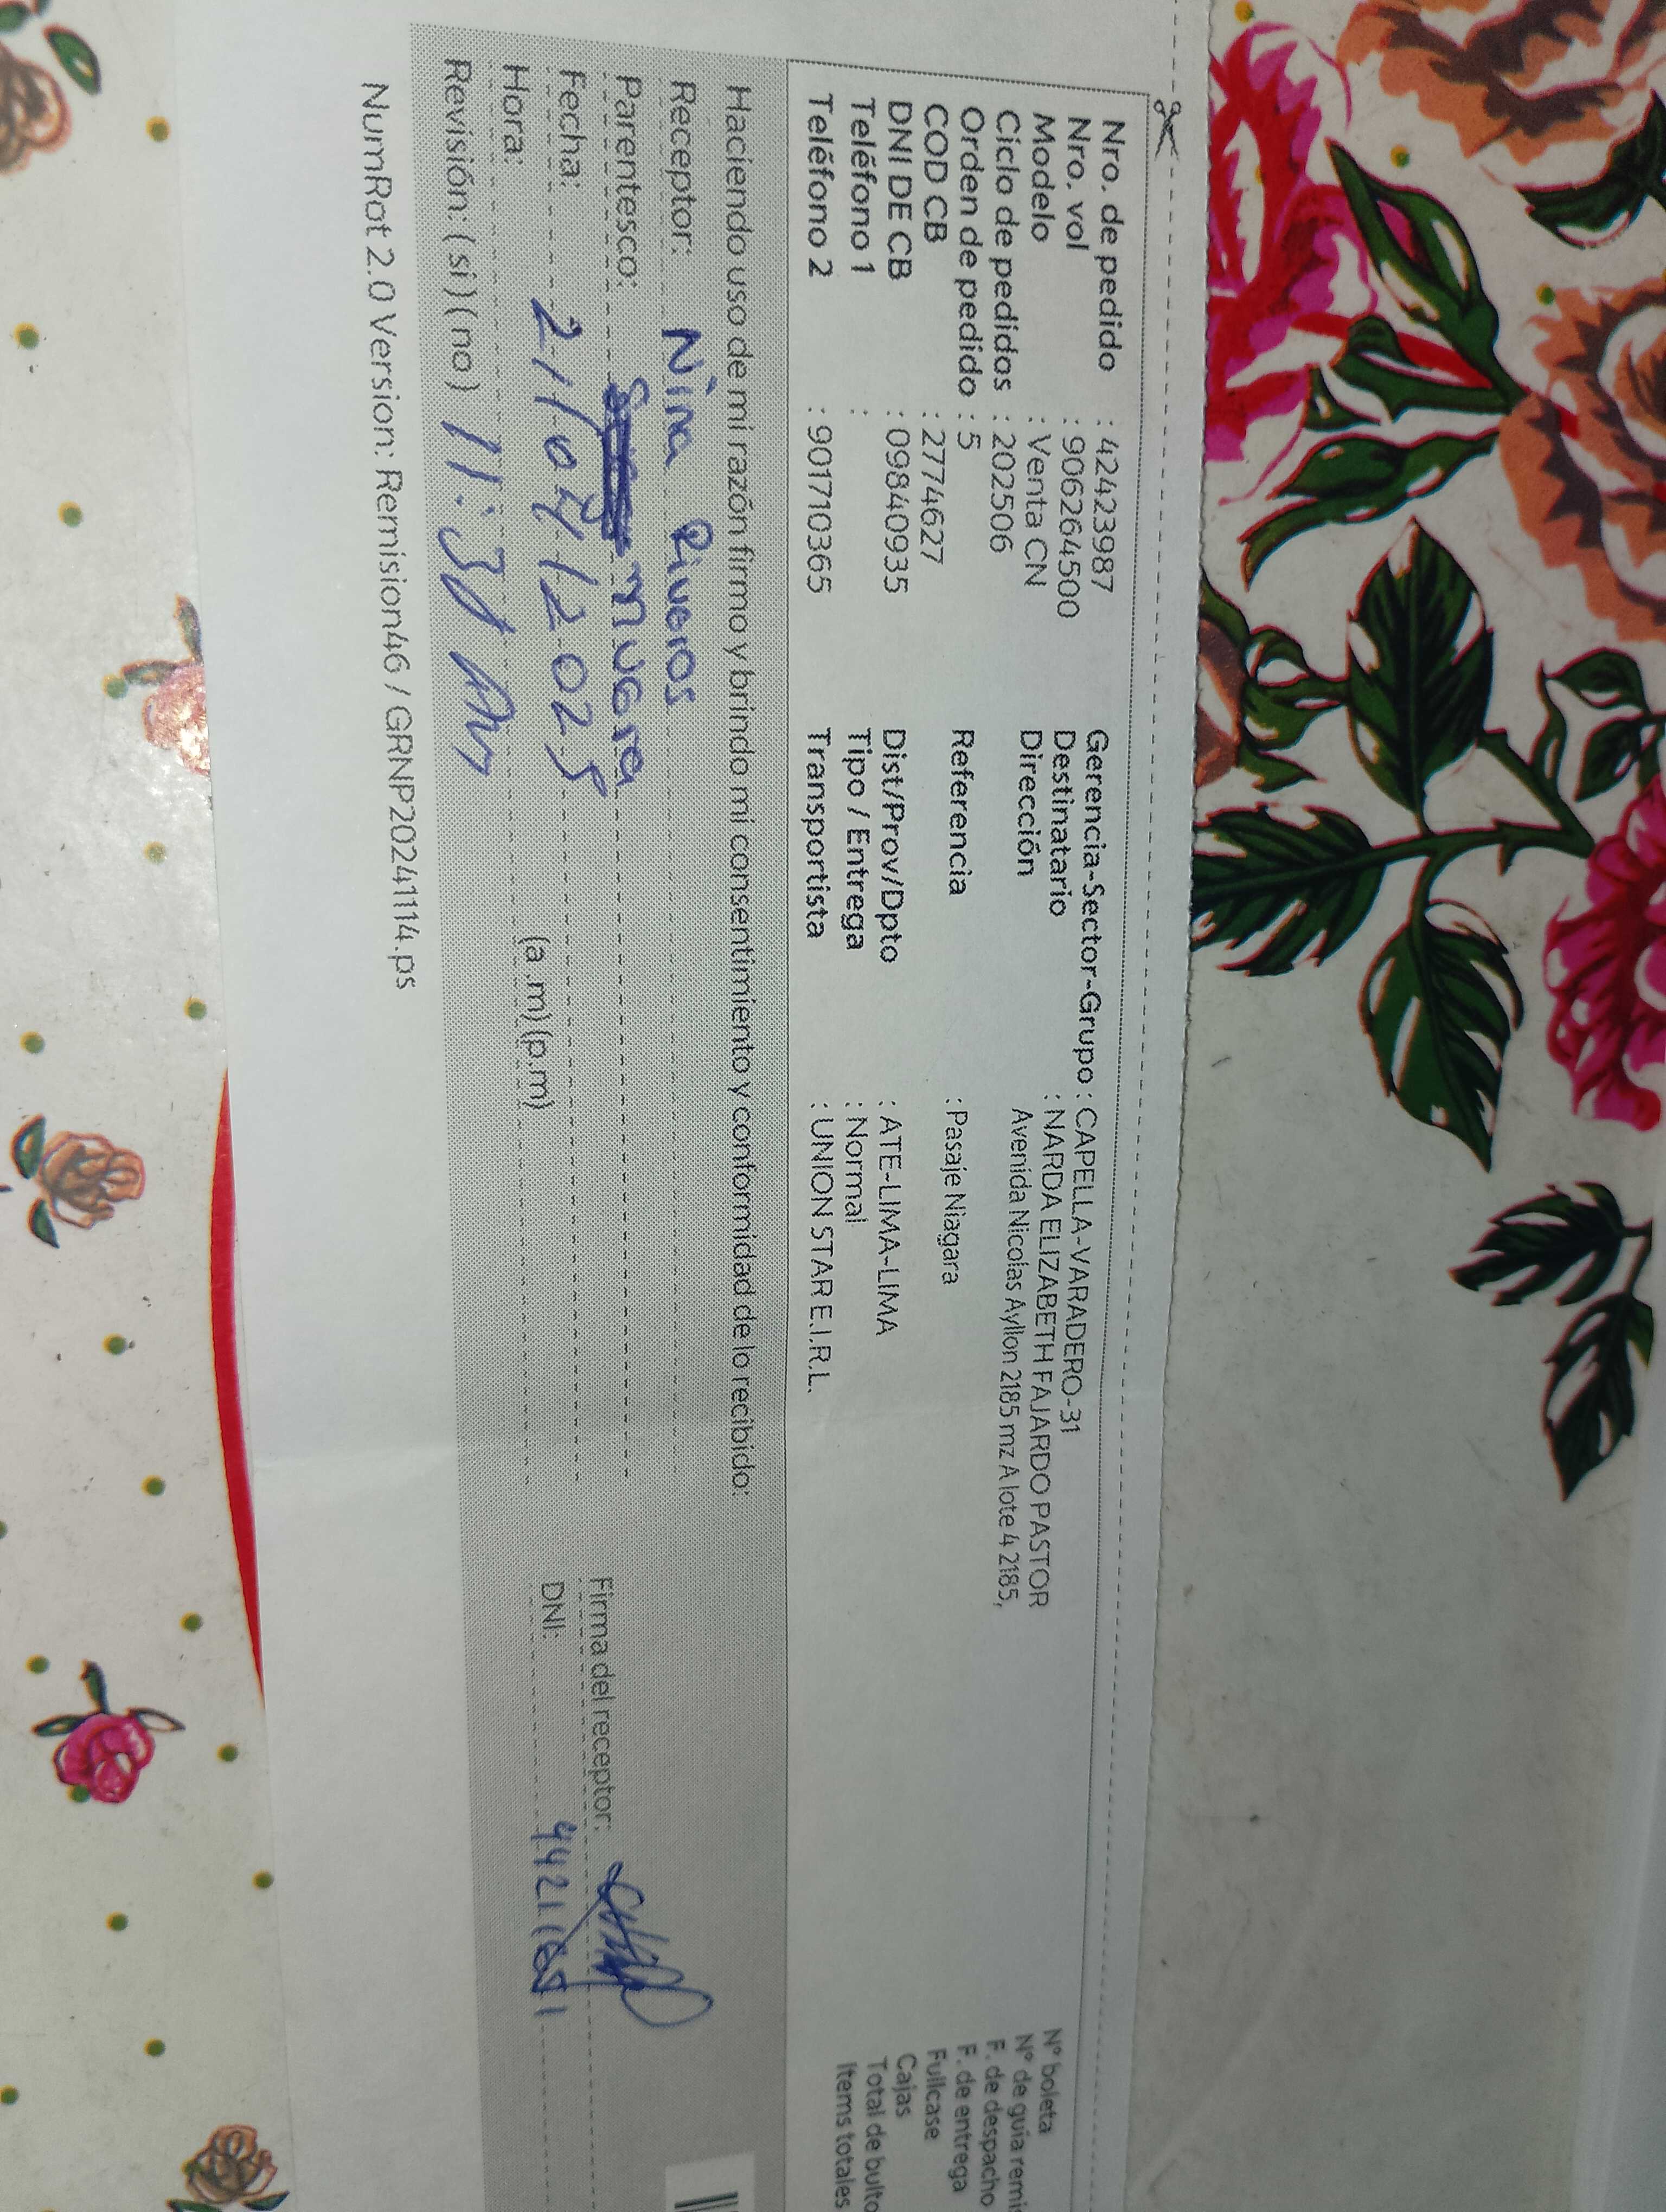 Nro. de pedido : 42423987
Nro. vol : 906264500
Modelo : Venta CN
Ciclo de pedidos : 202506
Orden de pedido : 5
COD CB : 2774627
DNI DE CB : 09840935
Teléfono 1 :
Teléfono 2 : 901710365
Gerencia-Sector-Grupo : CAPELLA-VARADERO-31
Destinatario : NARDA ELIZABETH FAJARDO PASTOR
Dirección Avenida Nicolas Ayllon 2185 mz A lote 4 2185,
Referencia : Pasaje Niagara
Dist/Prov/Dpto : ATE-LIMA-LIMA
Tipo / Entrega : Normal
Transportista : UNION STAR E.I.R.L.
N° boleta
N° de guia remi
F. de despacho
F. de entrega
Fullcase
Cajas
Total de bulto
Items totales
Haciendo uso de mi razón firmo y brindo mi consentimiento y conformidad de lo recibido:
Receptor: Nina Riveros
Parentesco: nuera
Fecha: 21/04/2025
Hora: (a.m) (p.m)
Revisión: (si) (no) 11:30 Am
Firma del receptor:
DNI:
NumRot 2.0 Version: Remision46 / GRNP20241114.ps